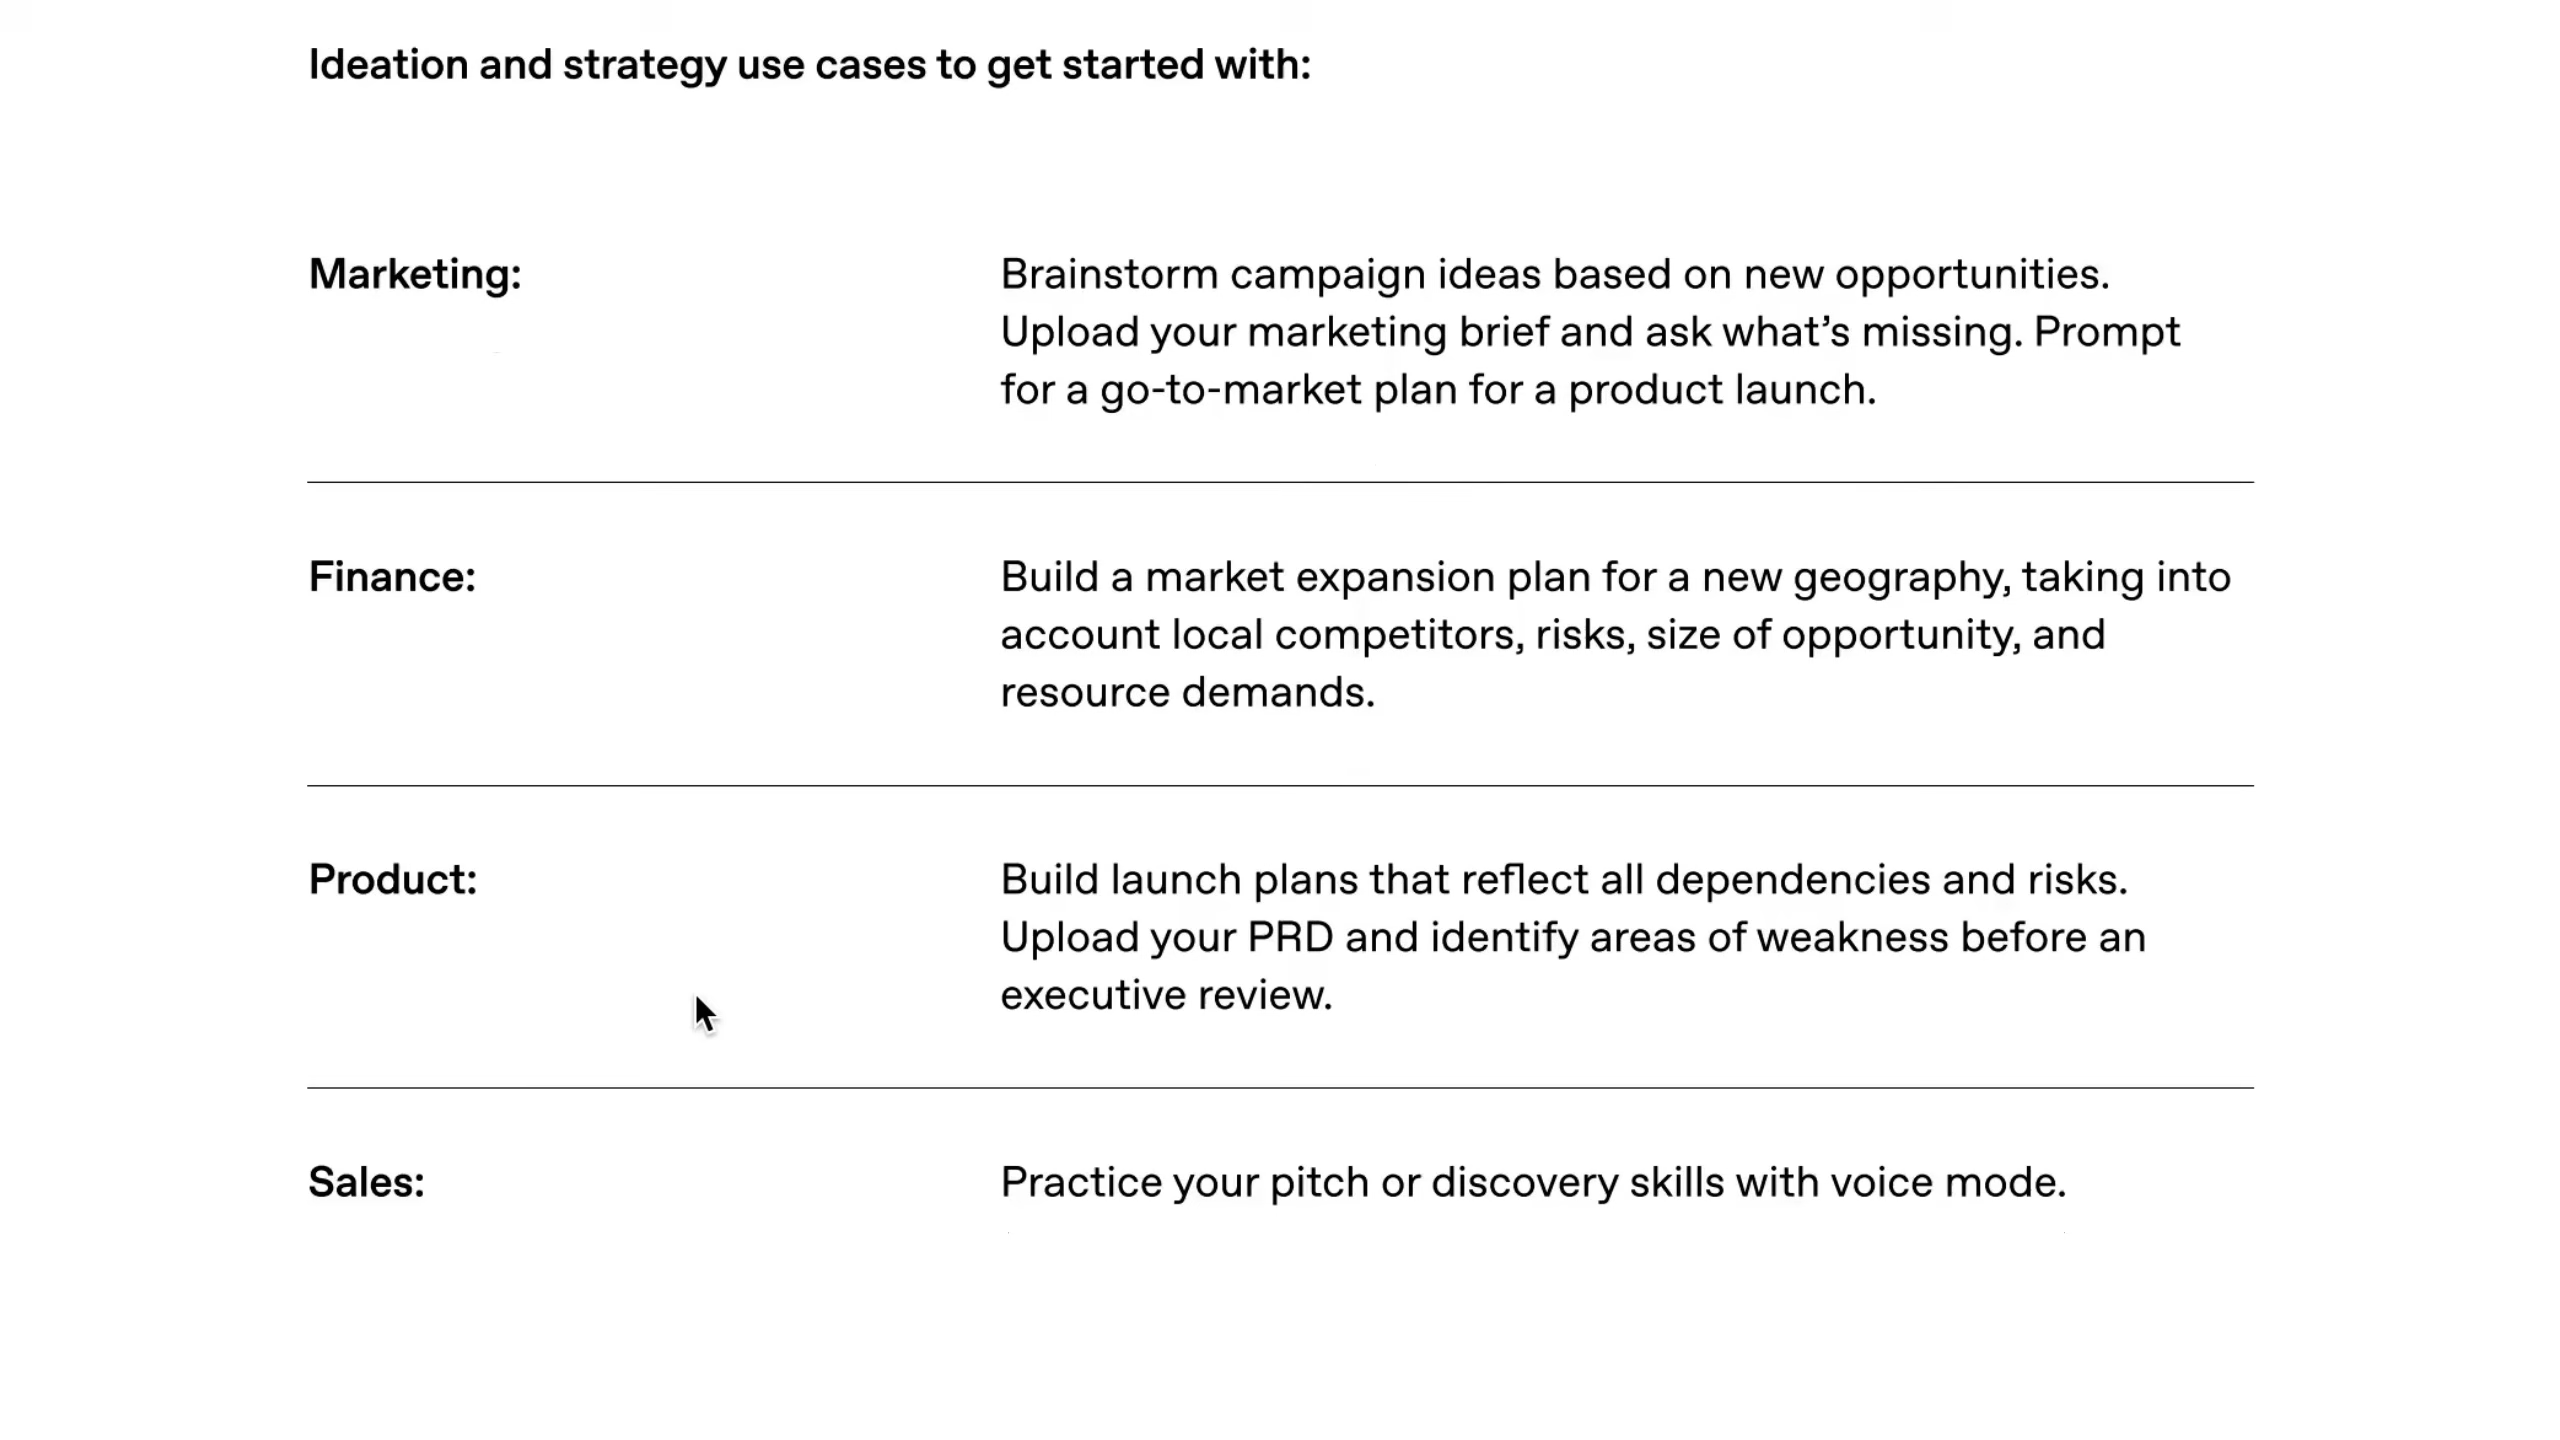 Ideation and strategy use cases to get started with:
Marketing:
Brainstorm campaign ideas based on new opportunities.
Upload your marketing brief and ask what’s missing. Prompt
for a go-to-market plan for a product launch.
Finance:
Build a market expansion plan for a new geography, taking into
account local competitors, risks, size of opportunity, and
resource demands.
Product:
Build launch plans that reflect all dependencies and risks.
Upload your PRD and identify areas of weakness before an
executive review.
Sales:
Practice your pitch or discovery skills with voice mode.